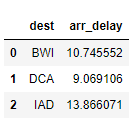 dest arr_delay
0 BWI 10.745552
1 DCA 9.069106
2 IAD 13.866071